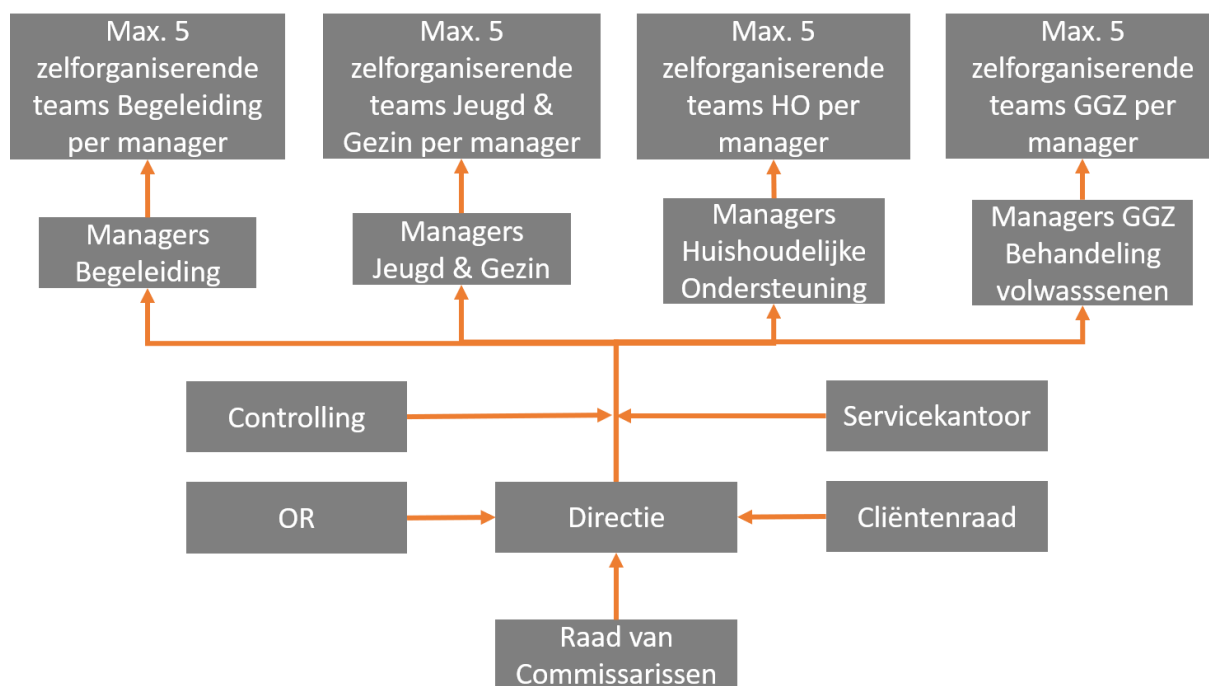 Max. 5
zelforganiserende
teams Begeleiding
per manager
Max. 5
zelforganiserende
teams Jeugd &
Gezin per manager
Max. 5
zelforganiserende
teams HO per
manager
Max. 5
zelforganiserende
teams GGZ per
manager
Managers
Begeleiding
Managers
Jeugd & Gezin
Managers
Huishoudelijke
Ondersteuning
Managers GGZ
Behandeling
volwasssenen
Controlling
Servicekantoor
OR
Directie
Cliëntenraad
Raad van
Commissarissen